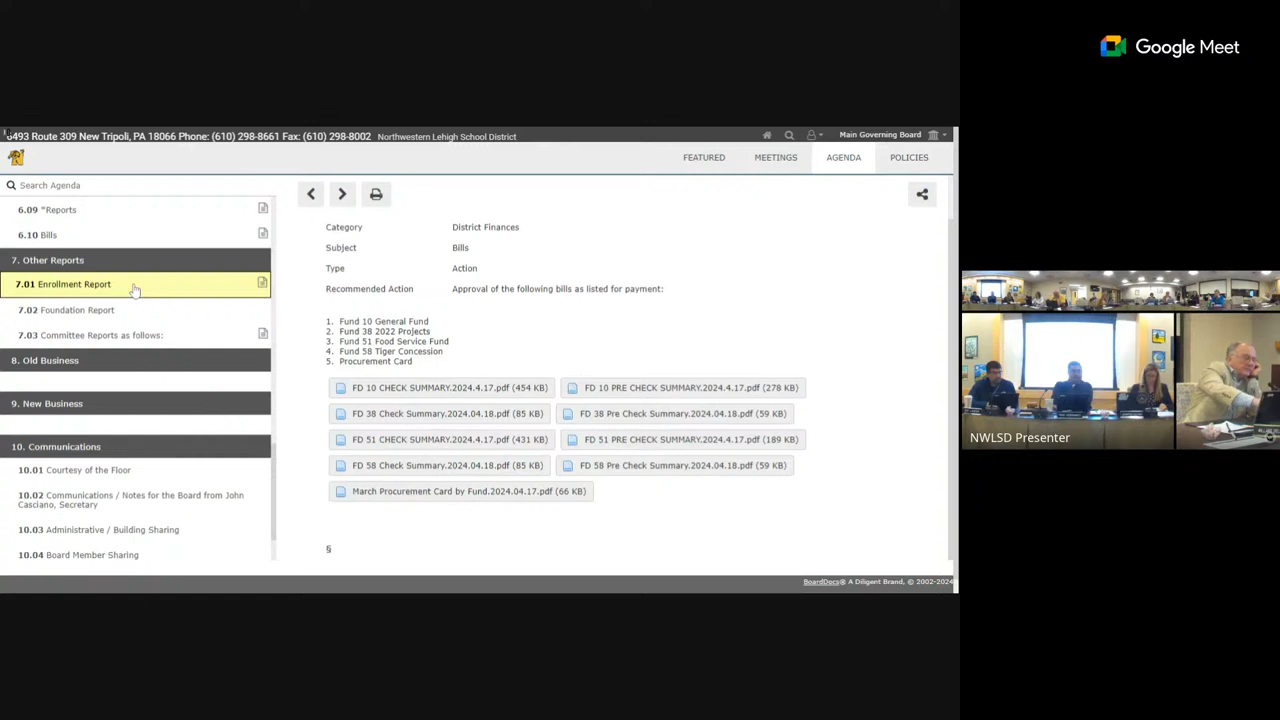 Google Meet
6493 Route 309 New Tripoli, PA 18066 Phone: (610) 298-8661 Fax: (610) 298-8002 Northwestern Lehigh School District
Main Governing Board
FEATURED MEETINGS AGENDA POLICIES
Search Agenda
6.09 "Reports
6.10 Bills
7. Other Reports
7.01 Enrollment Report
7.02 Foundation Report
7.03 Committee Reports as follows:
8. Old Business
9. New Business
10. Communications
10.01 Courtesy of the Floor
10.02 Communications / Notes for the Board from John
Casciano, Secretary
10.03 Administrative / Building Sharing
10.04 Board Member Sharing
Category District Finances
Subject Bills
Type Action
Recommended Action Approval of the following bills as listed for payment:
1. Fund 10 General Fund
2. Fund 38 2022 Projects
3. Fund 51 Food Service Fund
4. Fund 58 Tiger Concession
5. Procurement Card
FD 10 CHECK SUMMARY.2024.4.17.pdf (454 KB) FD 10 PRE CHECK SUMMARY.2024.4.17.pdf (278 KB)
FD 38 Check Summary.2024.04.18.pdf (85 KB) FD 38 Pre Check Summary.2024.04.18.pdf (59 KB)
FD 51 CHECK SUMMARY.2024.4.17.pdf (431 KB) FD 51 PRE CHECK SUMMARY.2024.4.17.pdf (189 KB)
FD 58 Check Summary.2024.04.18.pdf (85 KB) FD 58 Pre Check Summary.2024.04.18.pdf (59 KB)
March Procurement Card by Fund.2024.04.17.pdf (66 KB)
§
BoardDocs® A Diligent Brand, © 2002-2024
NWLSD Presenter